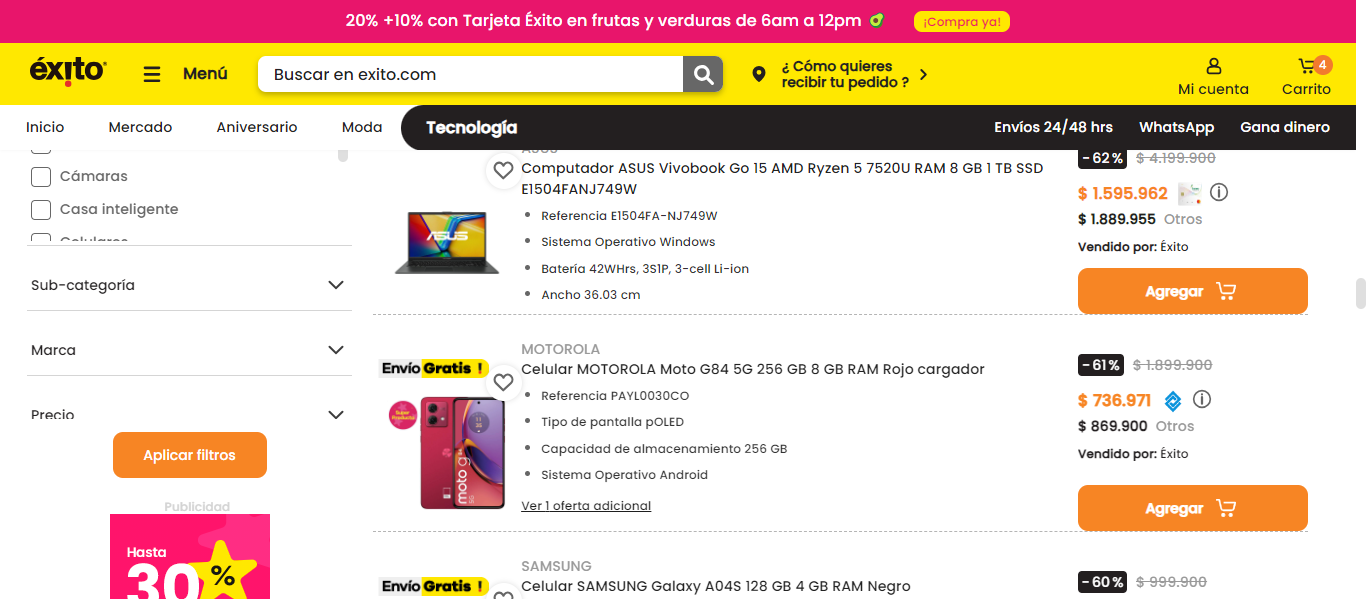 20% +10% con Tarjeta Éxito en frutas y verduras de 6am a 12pm
¡Compra ya!
éxito
Menú
Buscar en exito.com
¿ Cómo quieres
recibir tu pedido ?
Mi cuenta
4
Carrito
Inicio
Mercado
Aniversario
Moda
Tecnología
Envíos 24/48 hrs
WhatsApp
Gana dinero
Cámaras
Casa inteligente
Celulares
Sub-categoría
Marca
Precio
Aplicar filtros
Publicidad
Hasta
30 %
ASUS
Computador ASUS Vivobook Go 15 AMD Ryzen 5 7520U RAM 8 GB 1 TB SSD
E1504FANJ749W
ASUS
Referencia E1504FA-NJ749W
Sistema Operativo Windows
Batería 42WHrs, 3S1P, 3-cell Li-ion
Ancho 36.03 cm
-62% $ 4.199.900
$ 1.595.962
$ 1.889.955 Otros
Vendido por: Éxito
Agregar
MOTOROLA
Envío Gratis !
Celular MOTOROLA Moto G84 5G 256 GB 8 GB RAM Rojo cargador
Super
Producto
moto g84
5G
Referencia PAYL0030CO
Tipo de pantalla pOLED
Capacidad de almacenamiento 256 GB
Sistema Operativo Android
Ver 1 oferta adicional
-61% $ 1.899.900
$ 736.971
$ 869.900 Otros
Vendido por: Éxito
Agregar
SAMSUNG
Envío Gratis !
Celular SAMSUNG Galaxy A04S 128 GB 4 GB RAM Negro
-60% $ 999.900